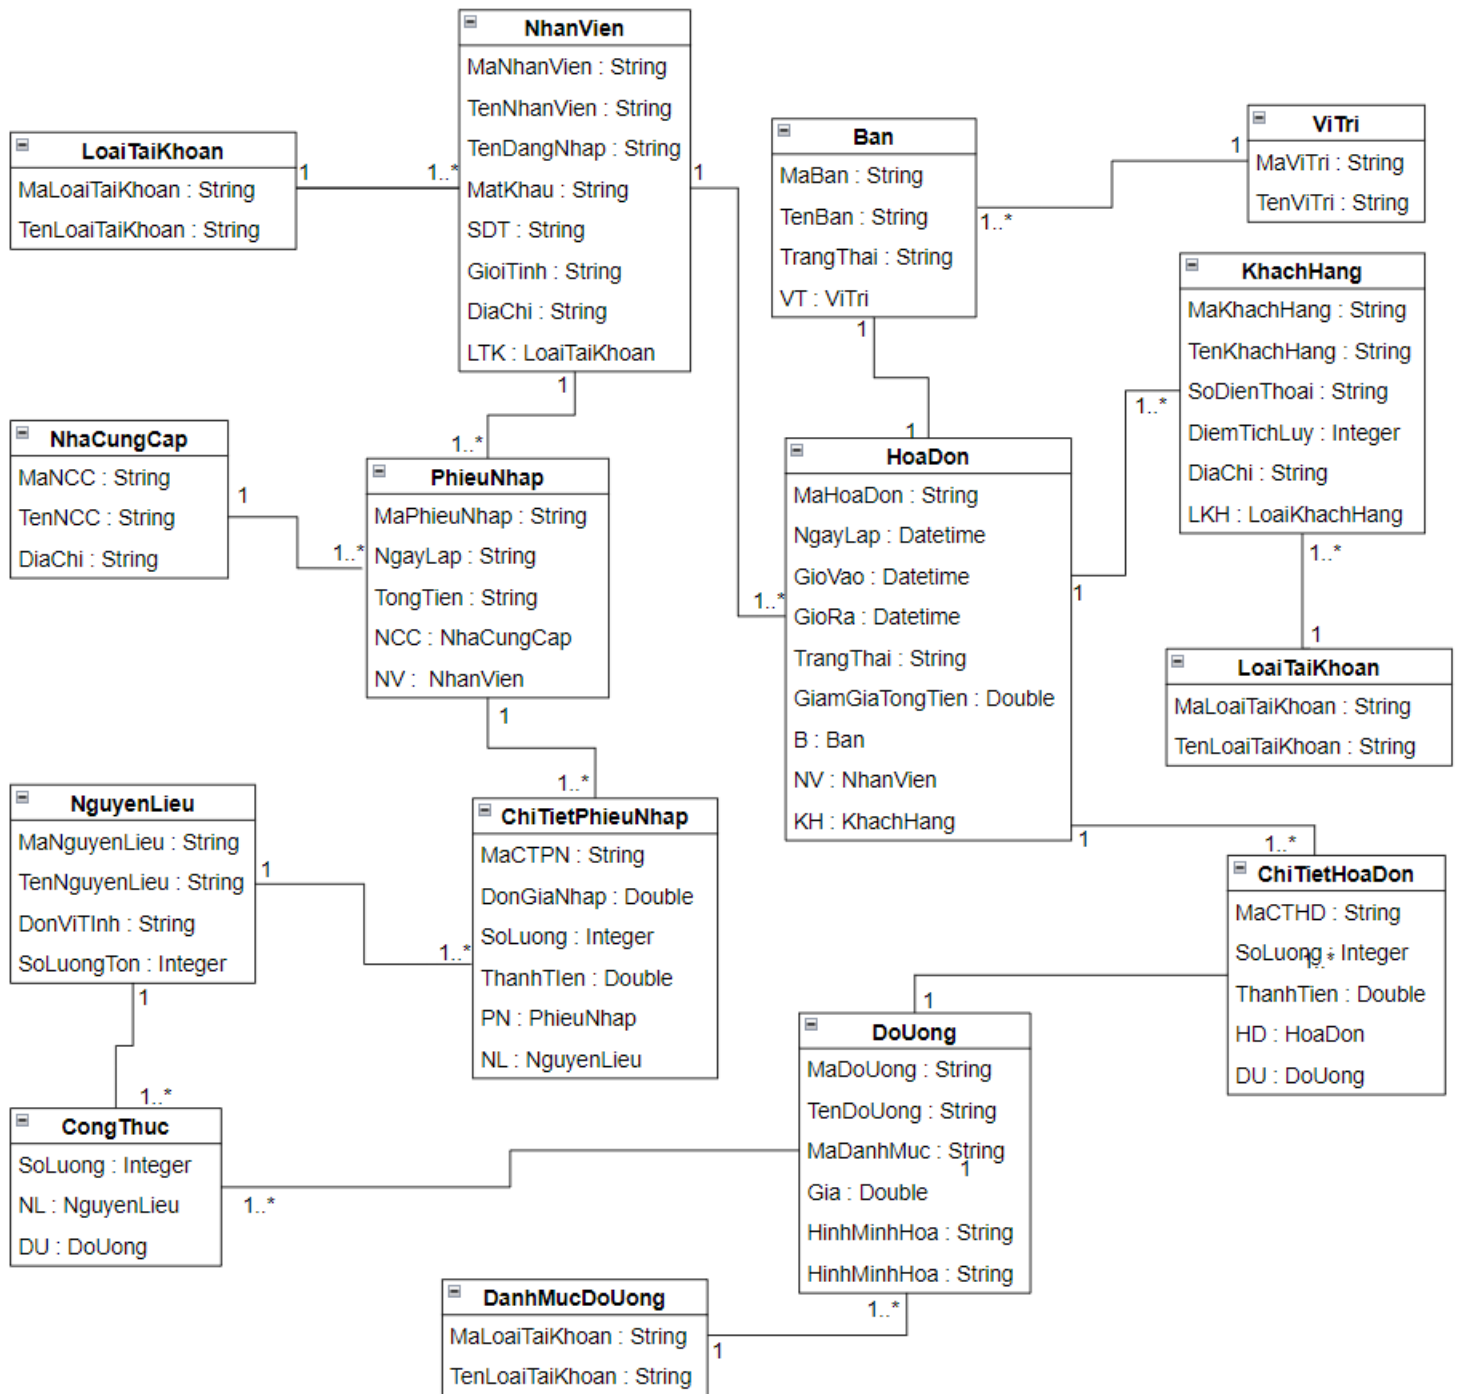 NhanVien
MaNhanVien : String
TenNhanVien : String
TenDangNhap : String
MatKhau : String
SDT : String
GioiTinh : String
DiaChi : String
LTK : LoaiTaiKhoan
1
1
LoaiTaiKhoan
MaLoaiTaiKhoan : String
TenLoaiTaiKhoan : String
1
1..*
Ban
MaBan : String
TenBan : String
TrangThai : String
VT : ViTri
1..*
1
ViTri
MaViTri : String
TenViTri : String
1
KhachHang
MaKhachHang : String
TenKhachHang : String
SoDienThoai : String
DiemTichLuy : Integer
DiaChi : String
LKH : LoaiKhachHang
1..*
1..*
NhaCungCap
MaNCC : String
TenNCC : String
DiaChi : String
1
1..*
1..*
PhieuNhap
MaPhieuNhap : String
NgayLap : String
TongTien : String
NCC : NhaCungCap
NV : NhanVien
1
1
HoaDon
MaHoaDon : String
NgayLap : Datetime
GioVao : Datetime
GioRa : Datetime
TrangThai : String
GiamGiaTongTien : Double
B : Ban
NV : NhanVien
KH : KhachHang
1..*
1
1
1
LoaiTaiKhoan
MaLoaiTaiKhoan : String
TenLoaiTaiKhoan : String
NguyenLieu
MaNguyenLieu : String
TenNguyenLieu : String
DonViTInh : String
SoLuongTon : Integer
1
1
1..*
ChiTietPhieuNhap
MaCTPN : String
DonGiaNhap : Double
SoLuong : Integer
ThanhTIen : Double
PN : PhieuNhap
NL : NguyenLieu
1..*
1..*
ChiTietHoaDon
MaCTHD : String
SoLuong : Integer
1..*
ThanhTien : Double
HD : HoaDon
DU : DoUong
1
DoUong
MaDoUong : String
TenDoUong : String
MaDanhMuc : String
1
Gia : Double
HinhMinhHoa : String
HinhMinhHoa : String
1..*
1..*
CongThuc
SoLuong : Integer
NL : NguyenLieu
DU : DoUong
1..*
DanhMucDoUong
MaLoaiTaiKhoan : String
TenLoaiTaiKhoan : String
1